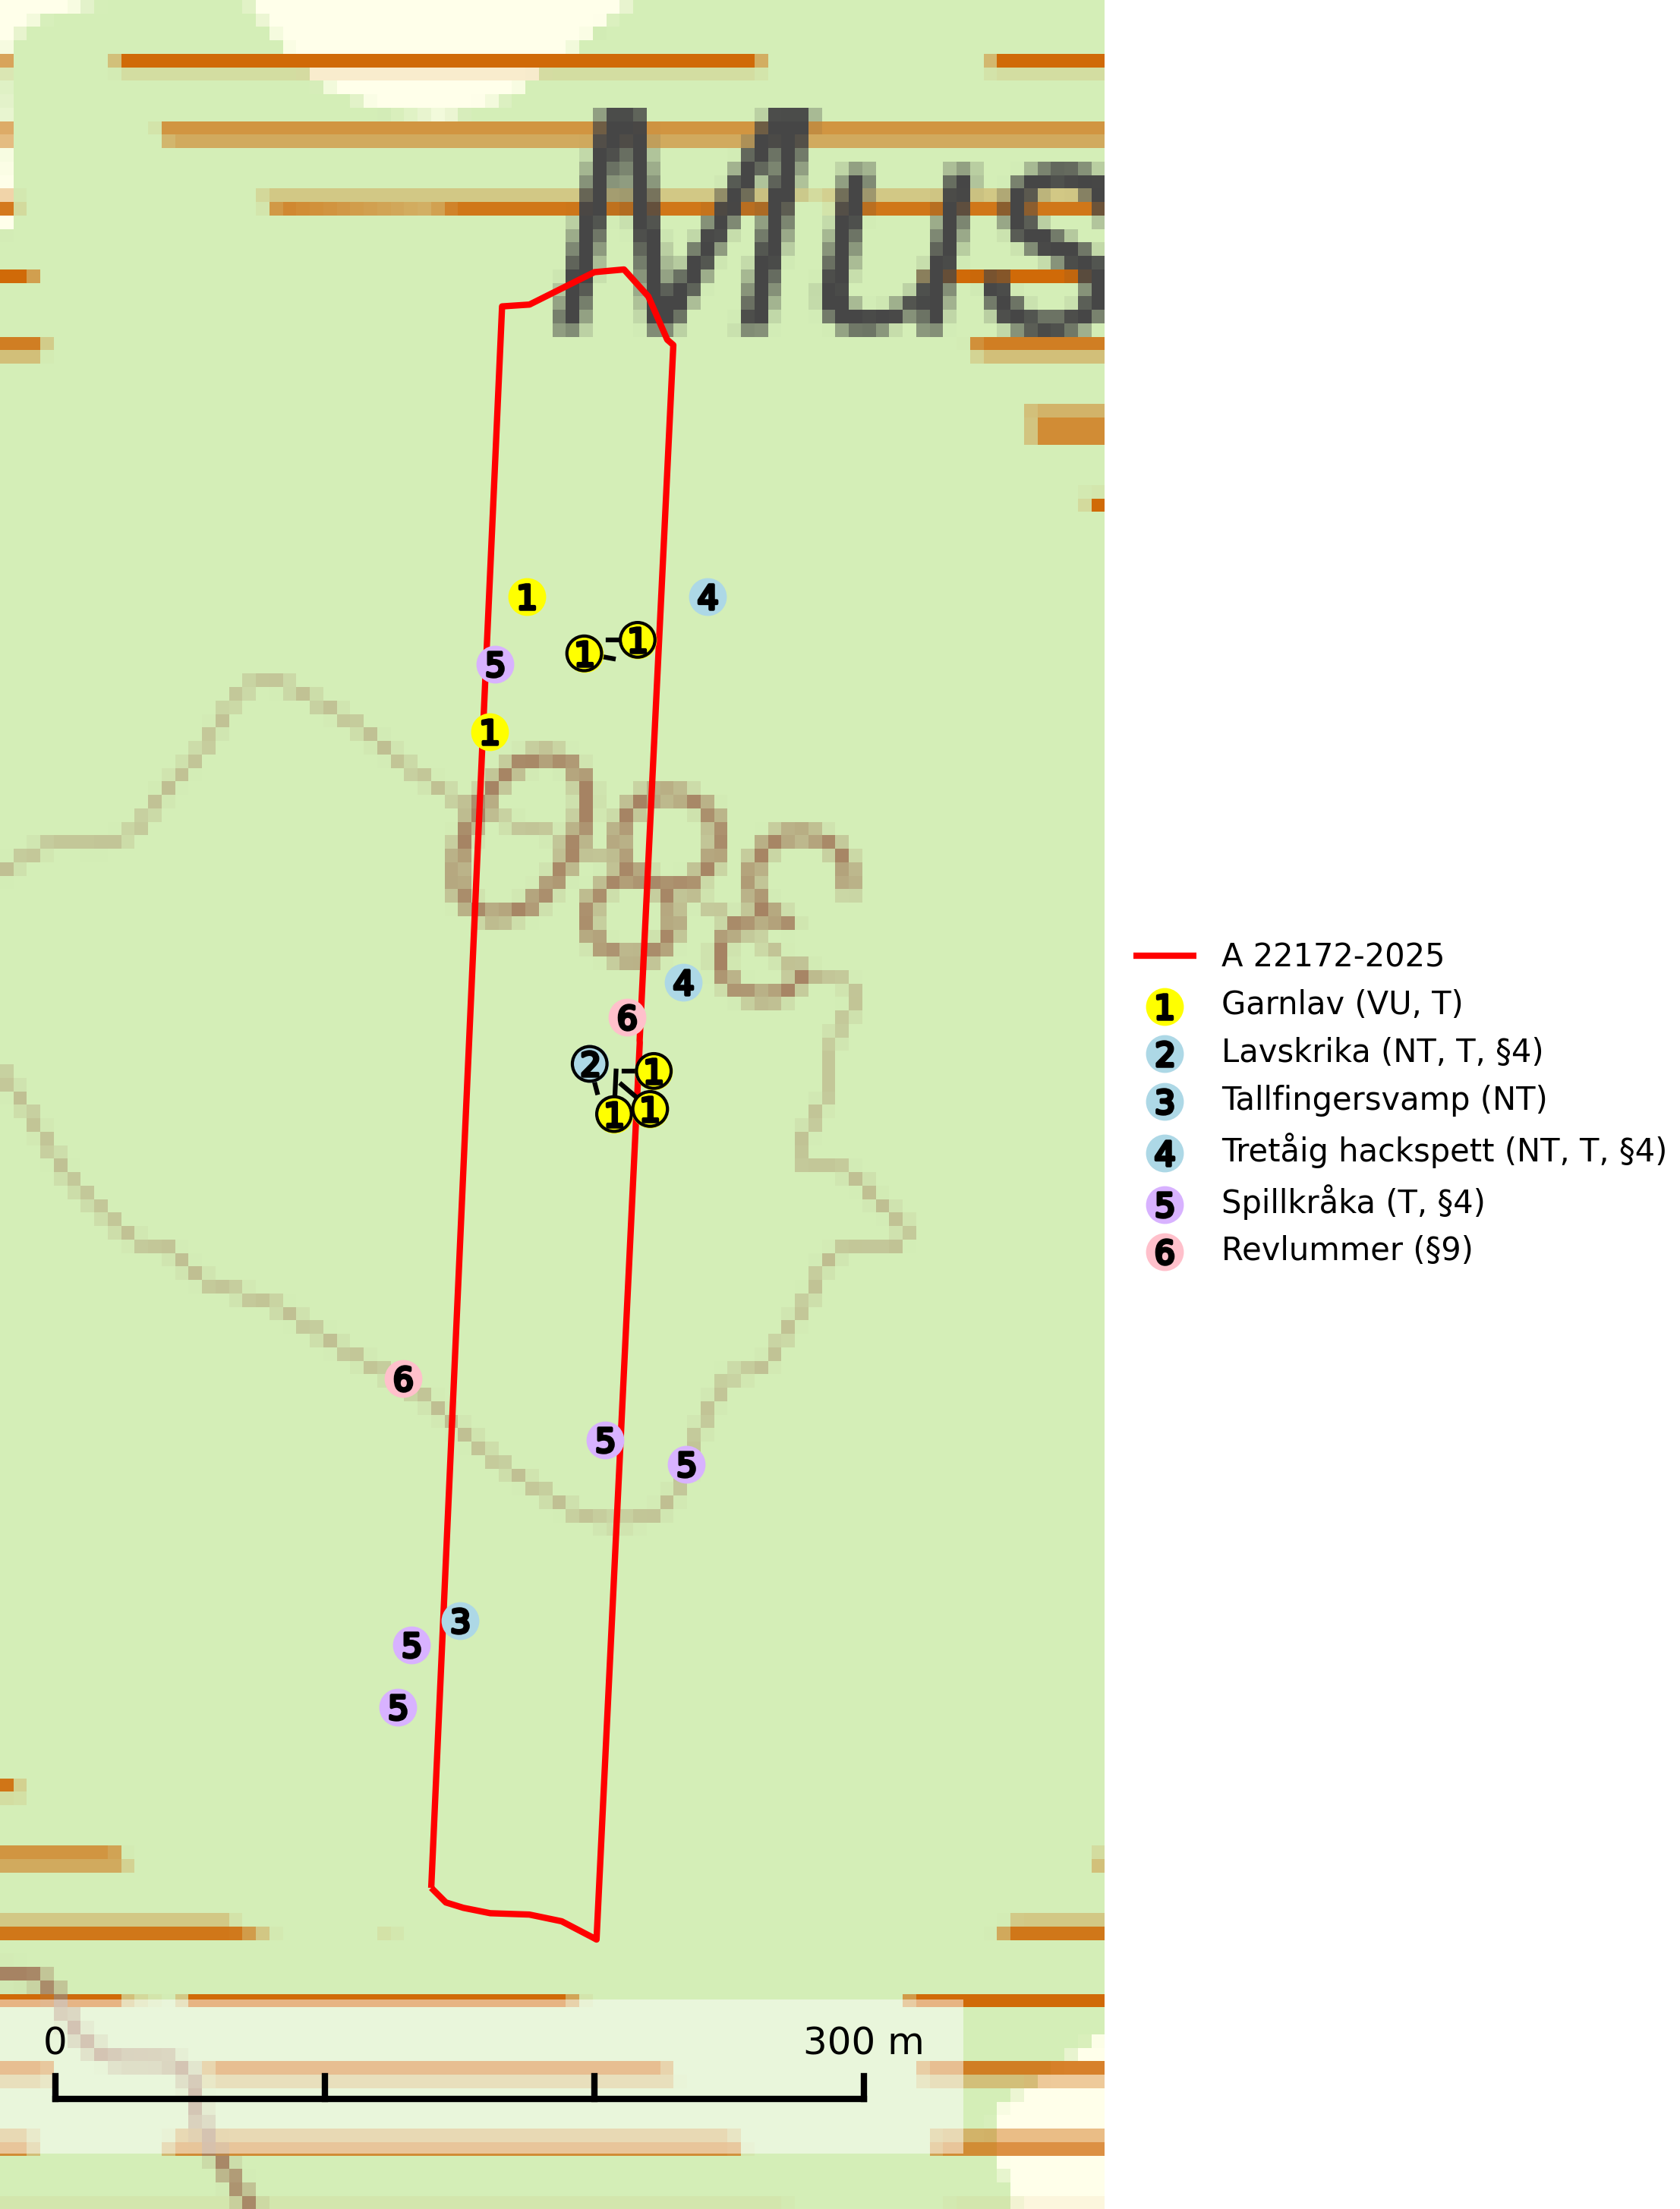 Mus
1
4
1
1
5
1
088
4
6
2
1
1
1
6
5
5
3
5
5
0 300 m
A 22172-2025
1 Garnlav (VU, T)
2 Lavskrika (NT, T, §4)
3 Tallfingersvamp (NT)
4 Tretåig hackspett (NT, T, §4)
5 Spillkråka (T, §4)
6 Revlummer (§9)